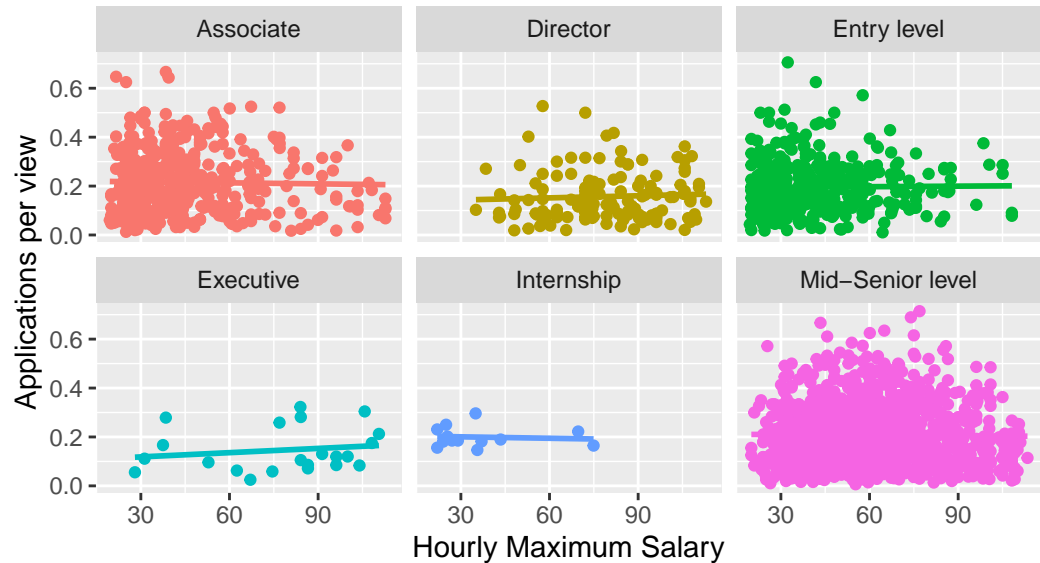 Associate
Director
Entry level
0.6
0.4
0.2
0.0
Executive
Internship
Mid−Senior level
0.6
0.4
0.2
0.0
30 60 90
30 60 90
30 60 90
Hourly Maximum Salary
Applications per view